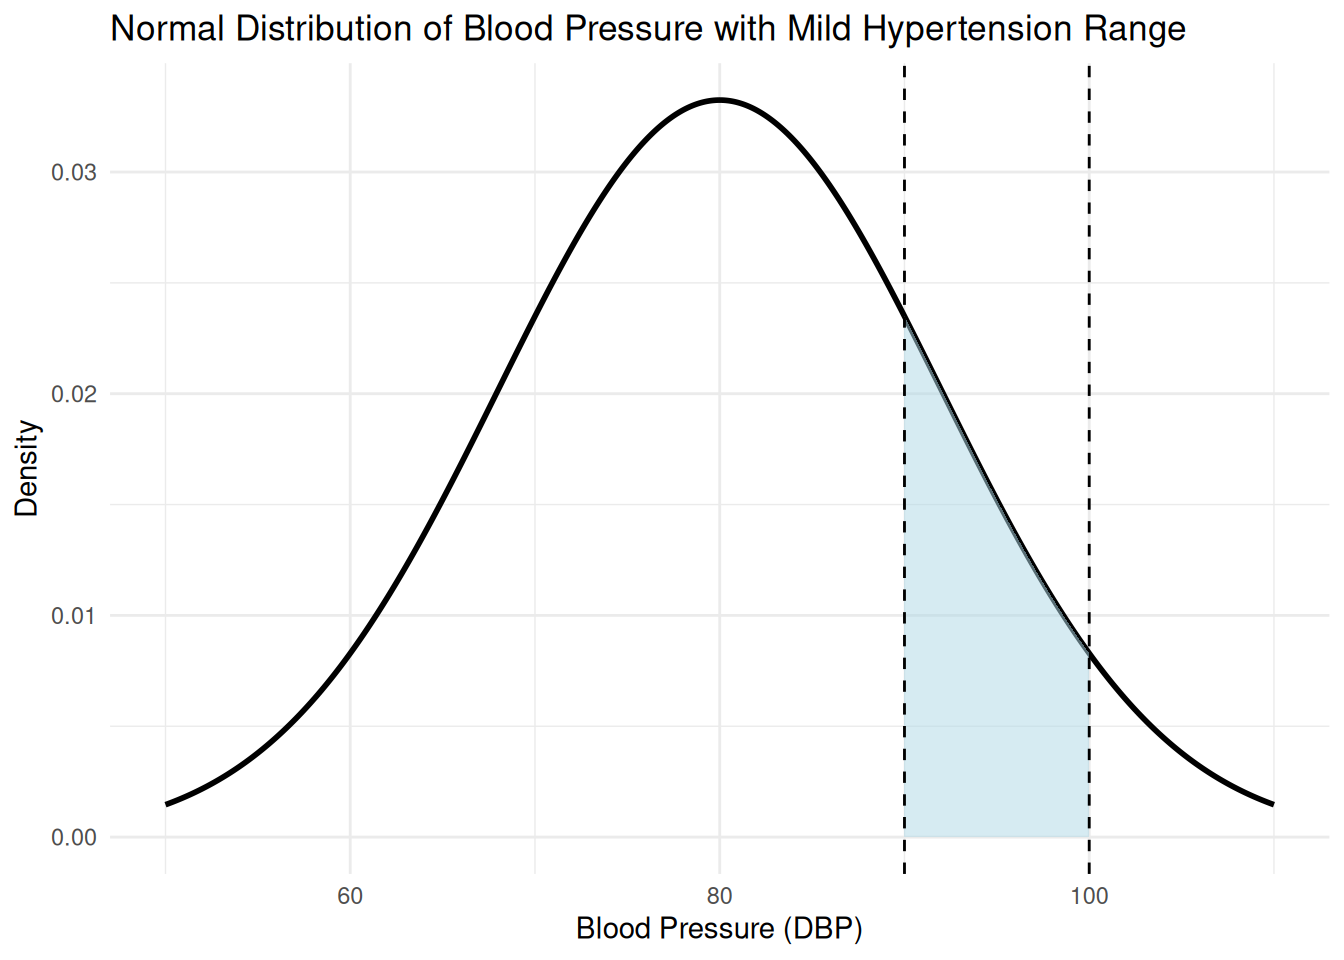 Normal Distribution of Blood Pressure with Mild Hypertension Range
0.03
0.02
0.01
0.00
Density
60 80 100
Blood Pressure (DBP)